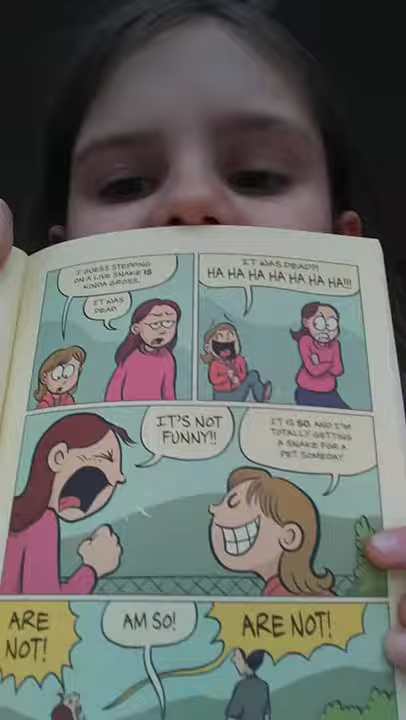 I GUESS STEPPING
ON A LIVE SNAKE IS
KINDA GROSS.
IT WAS
DEAD.
IT WAS DEAD?!
HA HA HA HA HA HA HA!!!
IT'S NOT
FUNNY!!
IT IS SO, AND I'M
TOTALLY GETTING
A SNAKE FOR A
PET SOMEDAY.
ARE
NOT!
AM SO!
ARE NOT!